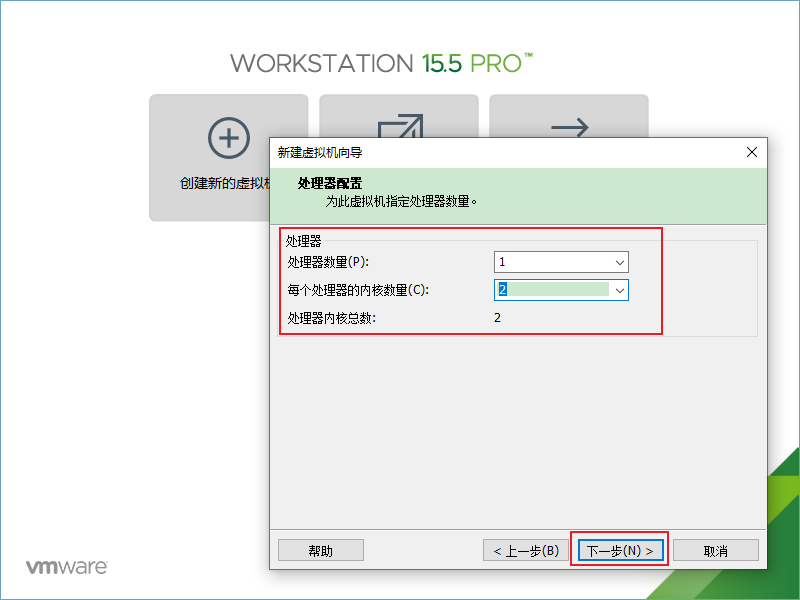 WORKSTATION 15.5 PRO™
创建新的虚拟机
新建虚拟机向导
处理器配置
为此虚拟机指定处理器数量。
处理器
处理器数量(P):
1
每个处理器的内核数量(C):
2
处理器内核总数:
2
帮助
< 上一步(B)
下一步(N) >
取消
vmware